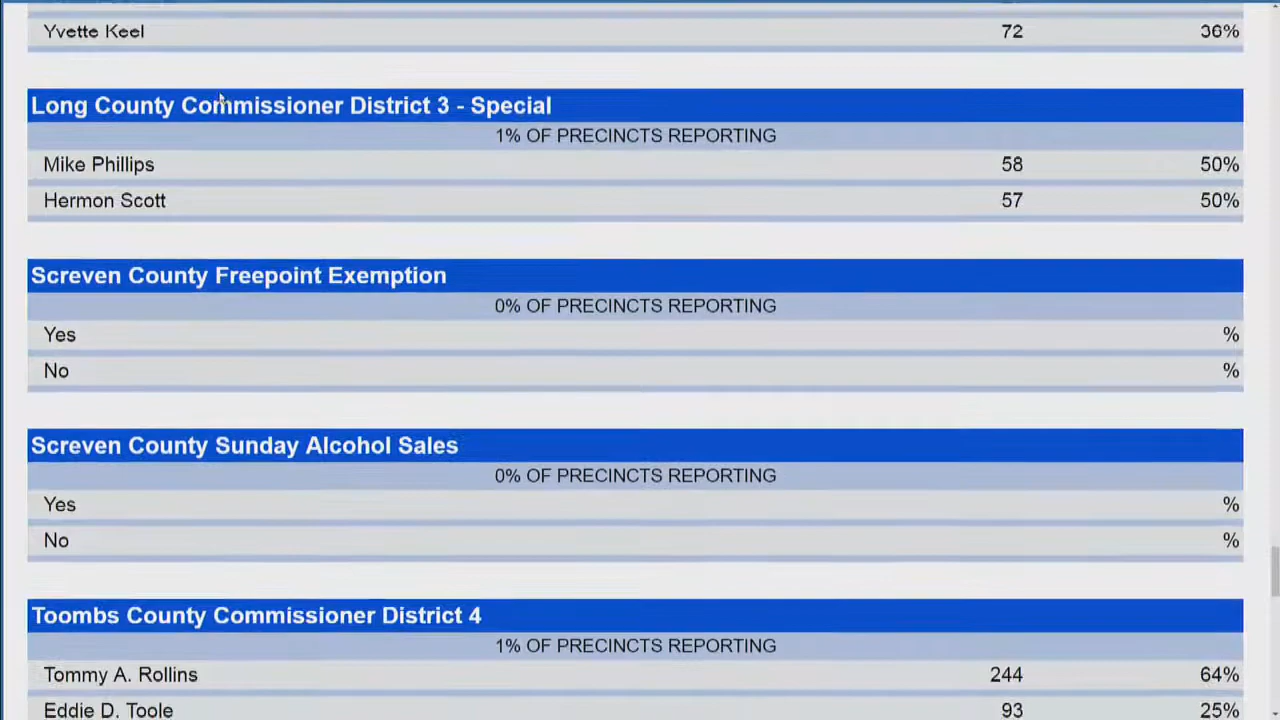 Yvette Keel 72 36%
Long County Commissioner District 3 - Special
1% OF PRECINCTS REPORTING
Mike Phillips 58 50%
Hermon Scott 57 50%
Screven County Freepoint Exemption
0% OF PRECINCTS REPORTING
Yes %
No %
Screven County Sunday Alcohol Sales
0% OF PRECINCTS REPORTING
Yes %
No %
Toombs County Commissioner District 4
1% OF PRECINCTS REPORTING
Tommy A. Rollins 244 64%
Eddie D. Toole 93 25%